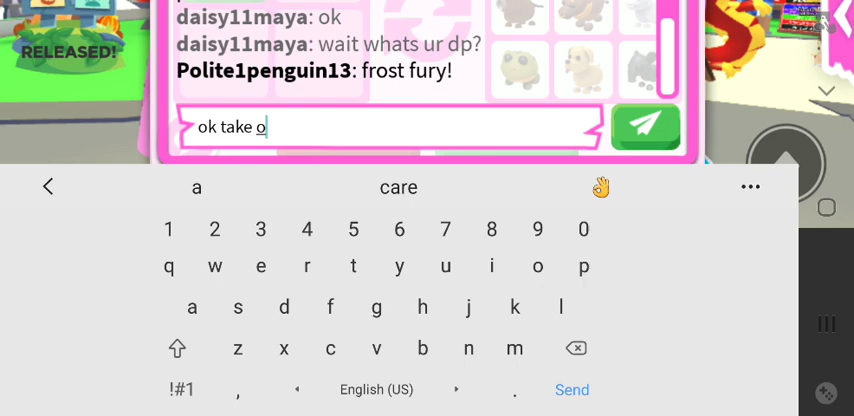 daisy11maya: ok
daisy11maya: wait whats ur dp?
RELEASED!
Polite1penguin13: frost fury!
ok take o
a care 👌 •••
1 2 3 4 5 6 7 8 9 0
q w e r t y u i o p
a s d f g h j k l
z x c v b n m
!#1 , English (US) . Send